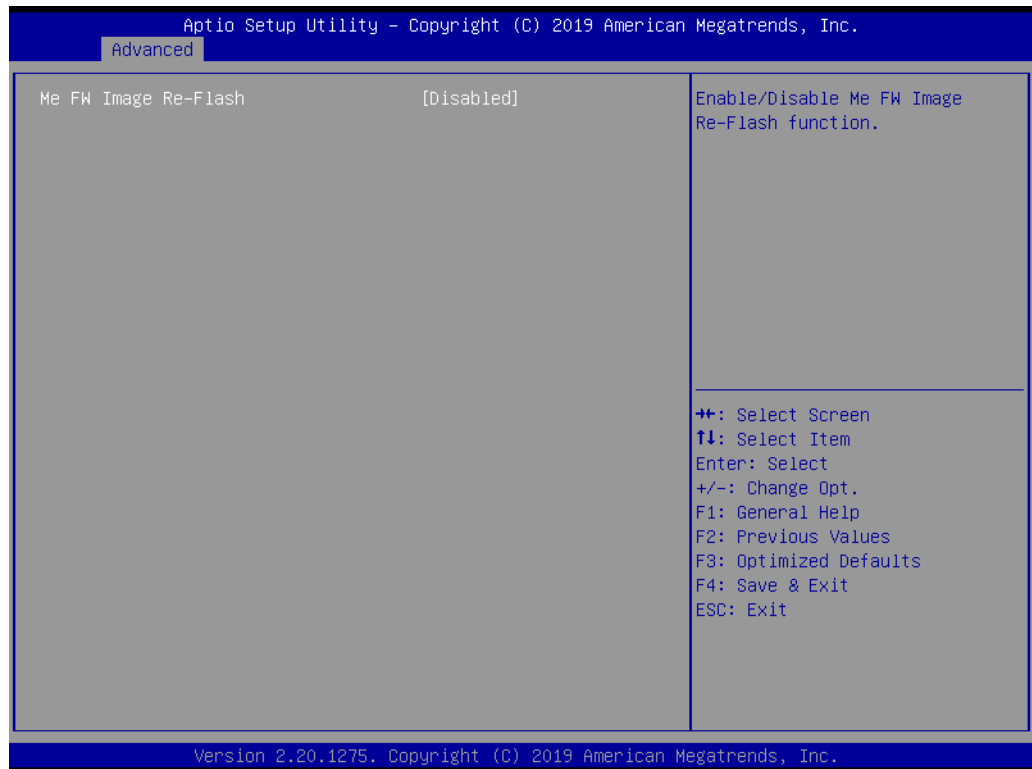 Aptio Setup Utility – Copyright (C) 2019 American Megatrends, Inc.
Advanced
Me FW Image Re-Flash [Disabled]
Enable/Disable Me FW Image
Re-Flash function.
→←: Select Screen
↑↓: Select Item
Enter: Select
+/-: Change Opt.
F1: General Help
F2: Previous Values
F3: Optimized Defaults
F4: Save & Exit
ESC: Exit
Version 2.20.1275. Copyright (C) 2019 American Megatrends, Inc.